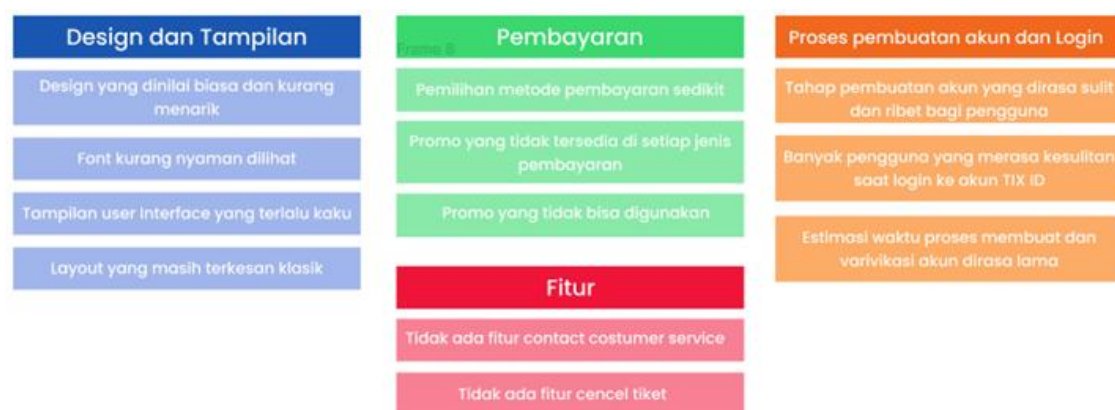 Design dan Tampilan
Design yang dinilai biasa dan kurang
menarik
Font kurang nyaman dilihat
Tampilan user Interface yang terlalu kaku
Layout yang masih terkesan klasik
Frame 8
Pembayaran
Pemilihan metode pembayaran sedikit
Promo yang tidak tersedia di setiap jenis
pembayaran
Promo yang tidak bisa digunakan
Fitur
Tidak ada fitur contact costumer service
Tidak ada fitur cencel tiket
Proses pembuatan akun dan Login
Tahap pembuatan akun yang dirasa sulit
dan ribet bagi pengguna
Banyak pengguna yang merasa kesulitan
saat login ke akun TIX ID
Estimasi waktu proses membuat dan
varivikasi akun dirasa lama